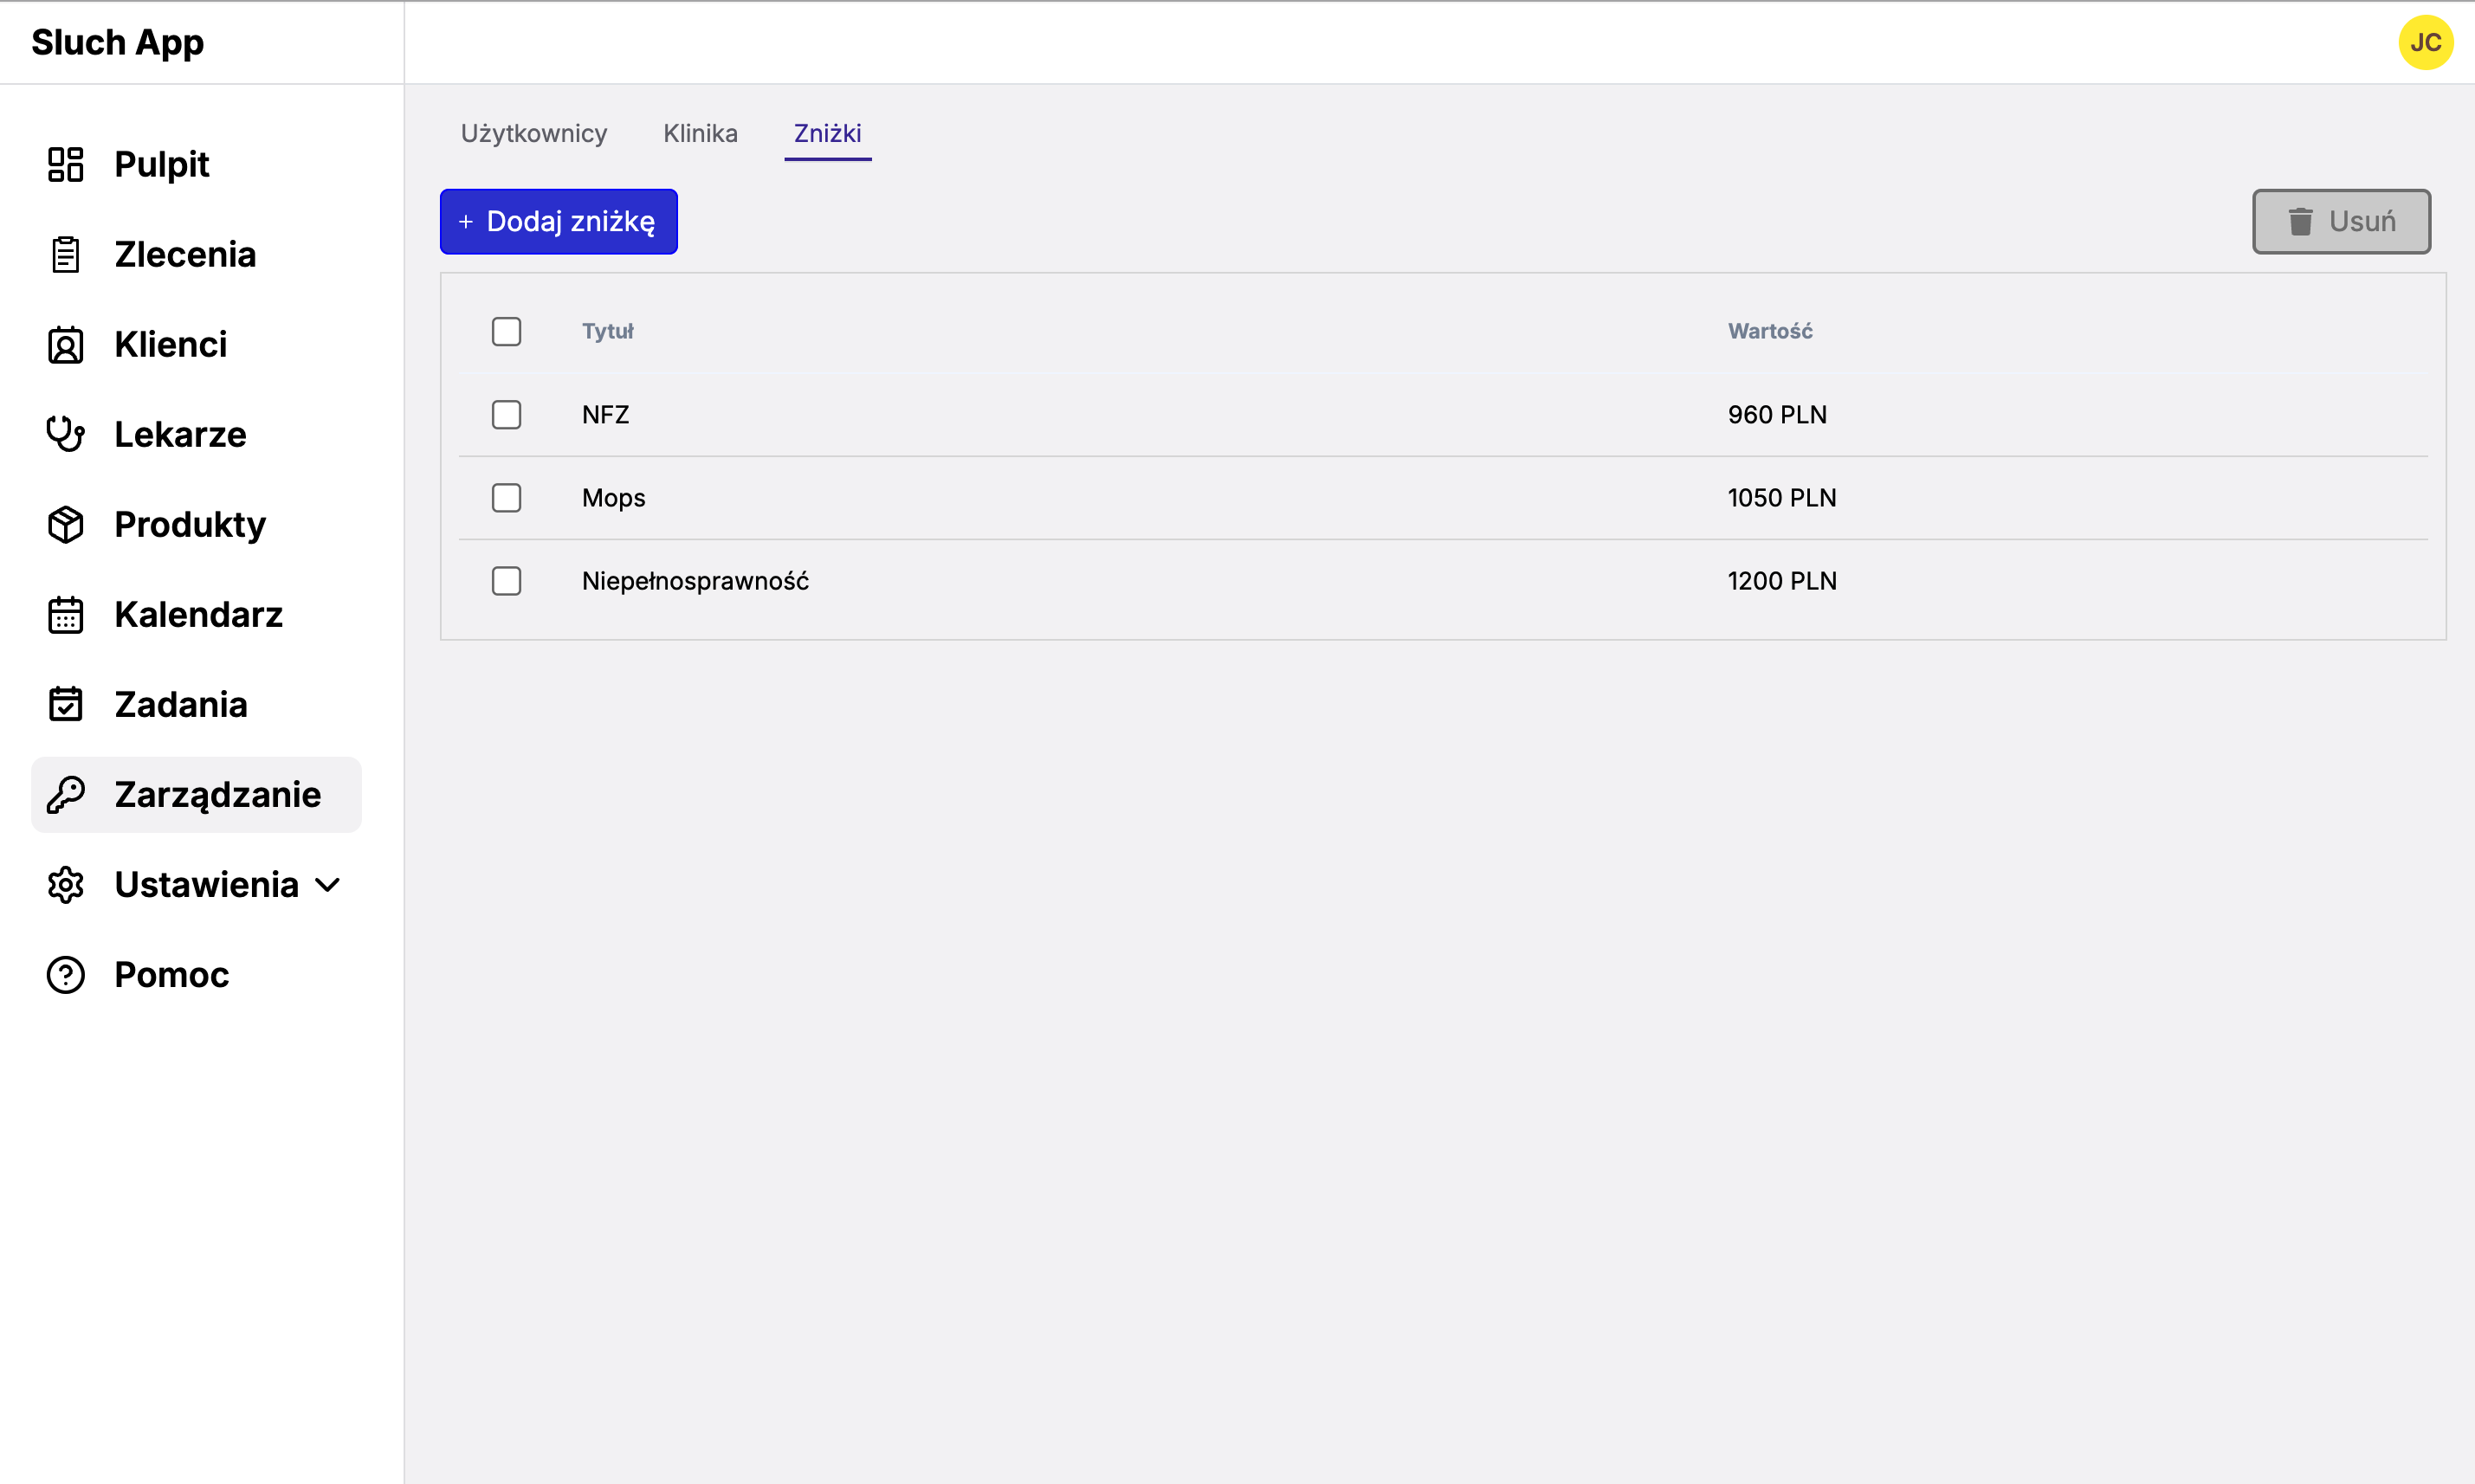 Sluch App
JC
Pulpit
Zlecenia
Klienci
Lekarze
Produkty
Kalendarz
Zadania
Zarządzanie
Ustawienia
Pomoc
Użytkownicy Klinika Zniżki
+ Dodaj zniżkę Usuń
Tytuł Wartość
NFZ 960 PLN
Mops 1050 PLN
Niepełnosprawność 1200 PLN